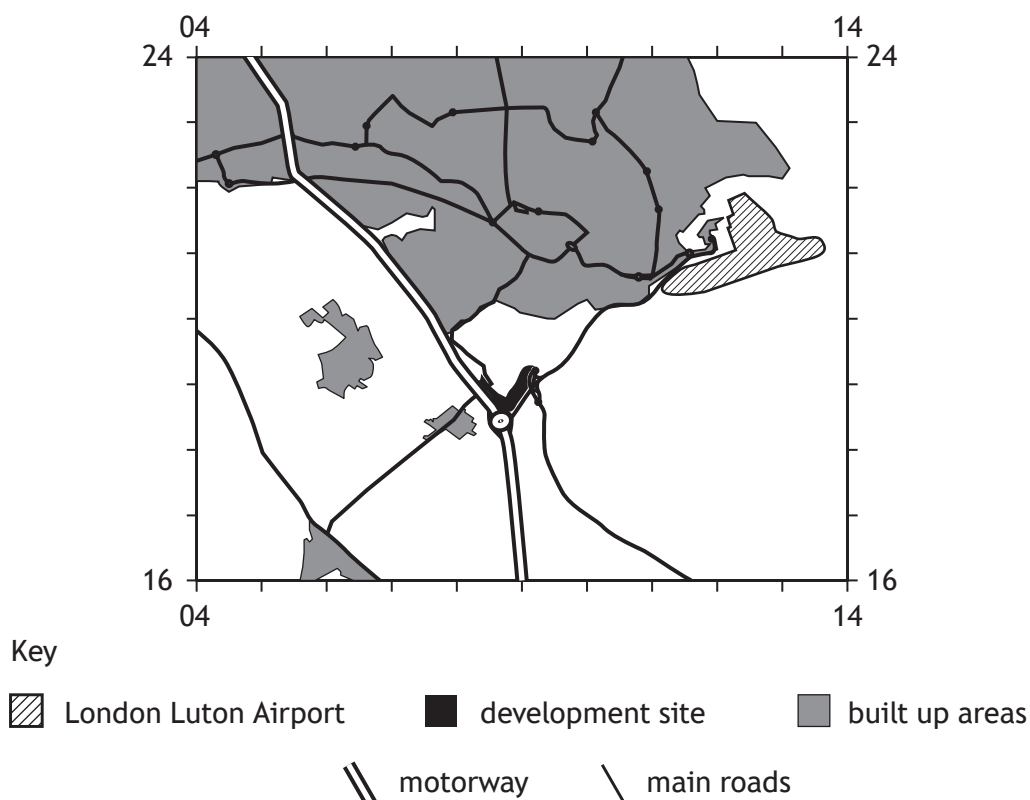 04 14
24 24
16 16
04 14
Key
London Luton Airport development site built up areas
motorway main roads